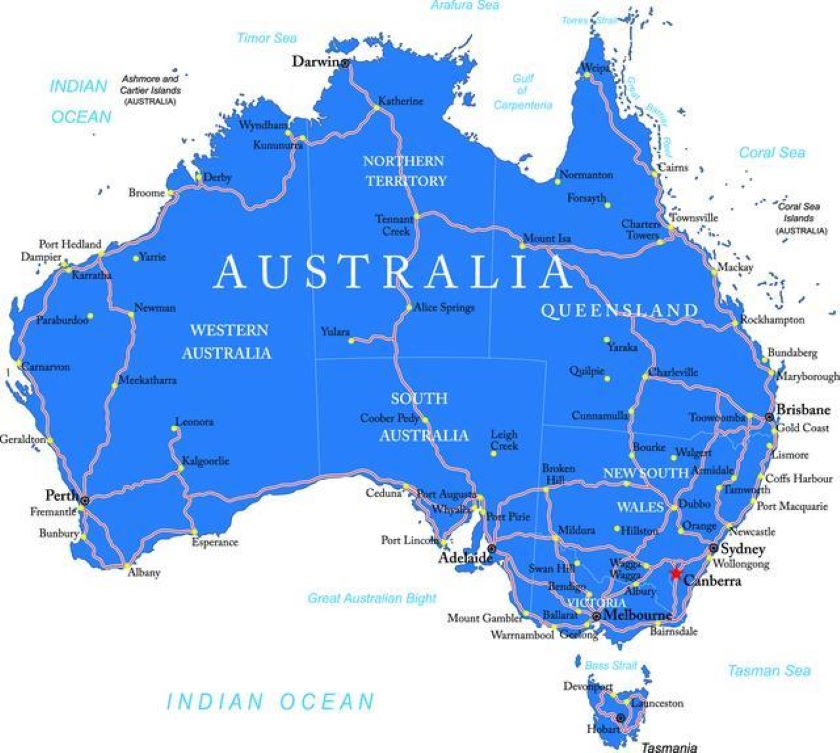 Arafura Sea
Torres Strait
Timor Sea
Darwin
Weipa
INDIAN
OCEAN
Ashmore and
Cartier Islands
(AUSTRALIA)
Gulf
of
Carpenteria
Great Barrier Reef
Katherine
Wyndham
Kununurra
Coral Sea
NORTHERN
TERRITORY
Cairns
Derby
Normanton
Broome
Forsayth
Coral Sea
Islands
(AUSTRALIA)
Tennant
Creek
Charters
Towers
Townsville
Port Hedland
Mount Isa
Dampier
Yarrie
Karratha
Mackay
AUSTRALIA
Newman
Alice Springs
QUEENSLAND
Paraburdoo
Rockhampton
WESTERN
AUSTRALIA
Yulara
Yaraka
Bundaberg
Carnarvon
Quilpie
Charleville
Maryborough
Meekatharra
SOUTH
AUSTRALIA
Coober Pedy
Cunnamulla
Toowoomba
Brisbane
Leonora
Gold Coast
Geraldton
Leigh
Creek
Bourke
Walgert
Lismore
Kalgoorlie
Broken
Hill
NEW SOUTH
WALES
Armidale
Coffs Harbour
Perth
Ceduna
Port Augusta
Tamworth
Fremantle
Whyalla
Dubbo
Port Macquarie
Port Pirie
Bunbury
Esperance
Port Lincoln
Mildura
Hillston
Orange
Newcastle
Adelaide
Sydney
Albany
Swan Hill
Wagga
Wagga
Wollongong
Canberra
Great Australian Bight
Bendigo
Albury
VICTORIA
Mount Gambier
Ballarat
Melbourne
Warrnambool
Geelong
Bairnsdale
Bass Strait
Tasman Sea
INDIAN OCEAN
Devonport
Launceston
Hobart
Tasmania